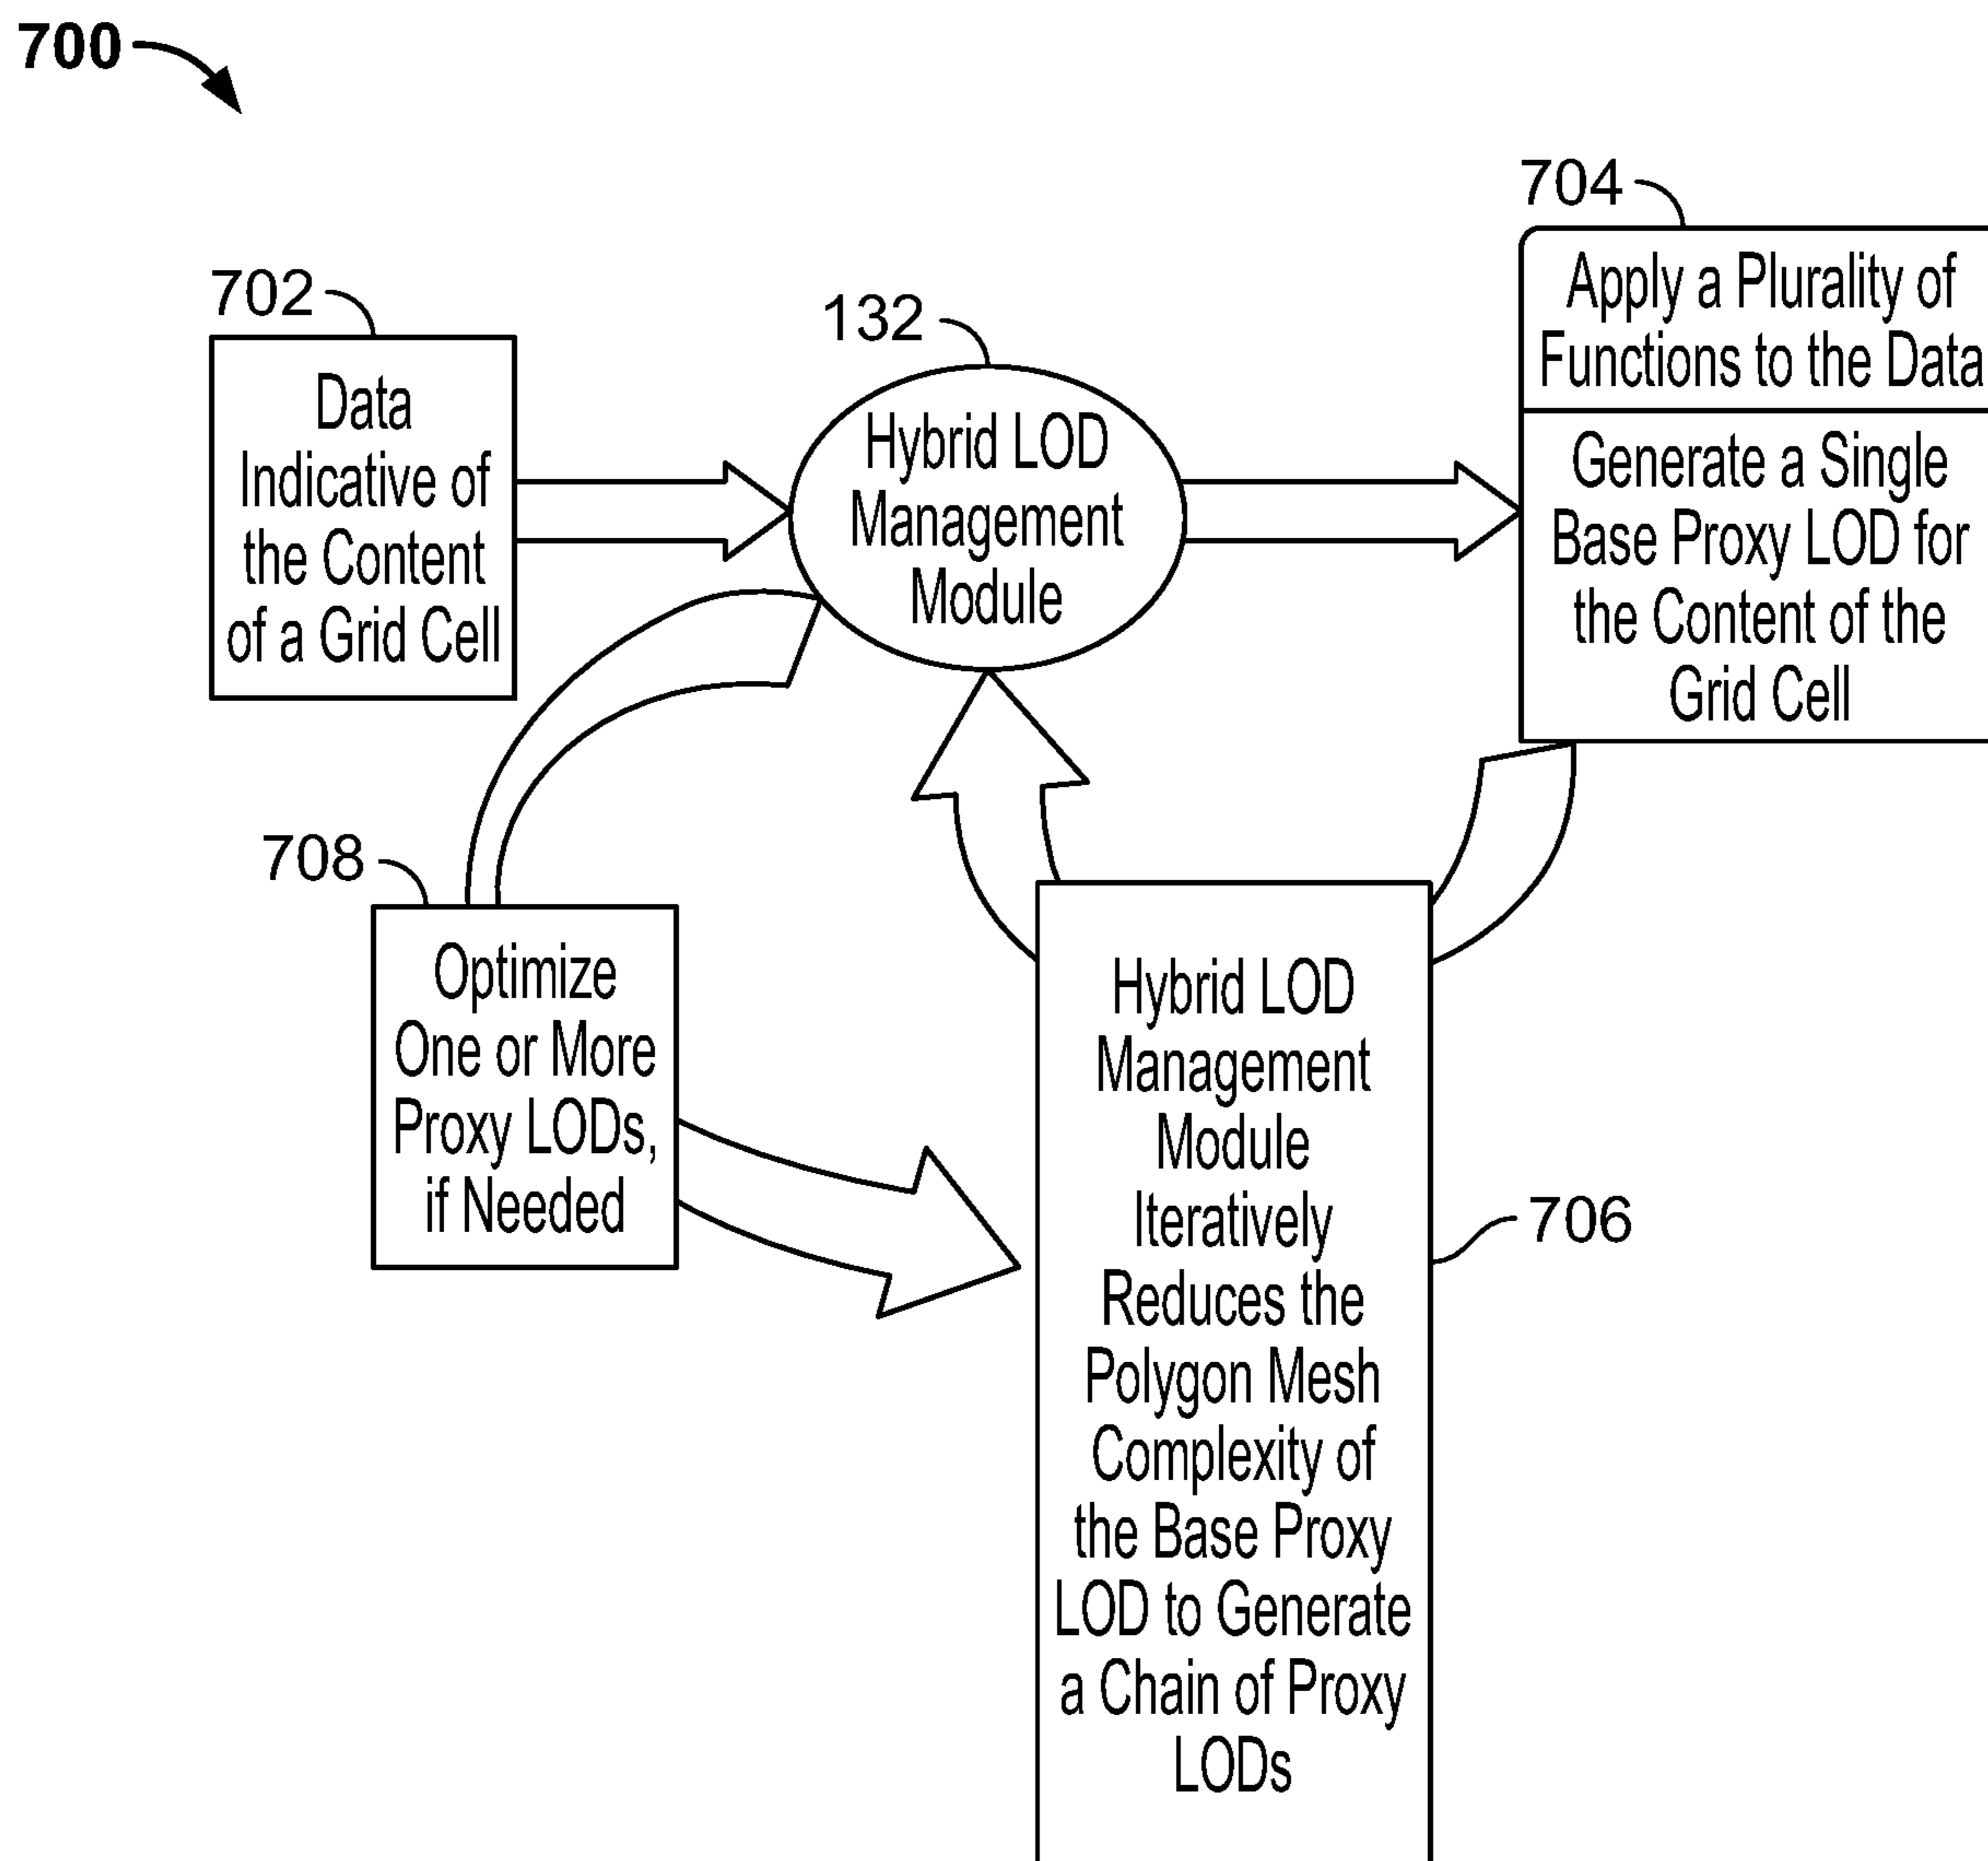 700
702
Data
Indicative of
the Content
of a Grid Cell
132
Hybrid LOD
Management
Module
704
Apply a Plurality of
Functions to the Data
Generate a Single
Base Proxy LOD for
the Content of the
Grid Cell
708
Optimize
One or More
Proxy LODs,
if Needed
Hybrid LOD
Management
Module
Iteratively
Reduces the
Polygon Mesh
Complexity of
the Base Proxy
LOD to Generate
a Chain of Proxy
LODs
706